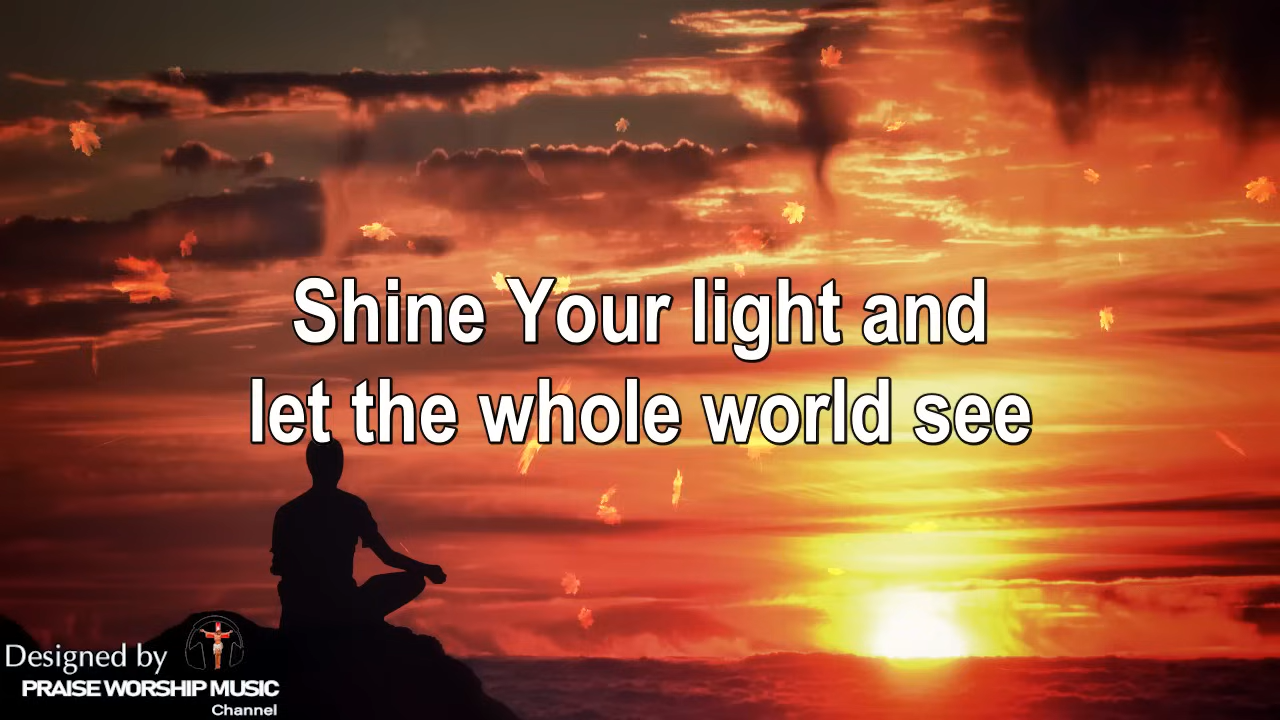 Shine Your light and
let the whole world see
Designed by
PRAISE WORSHIP MUSIC
Channel